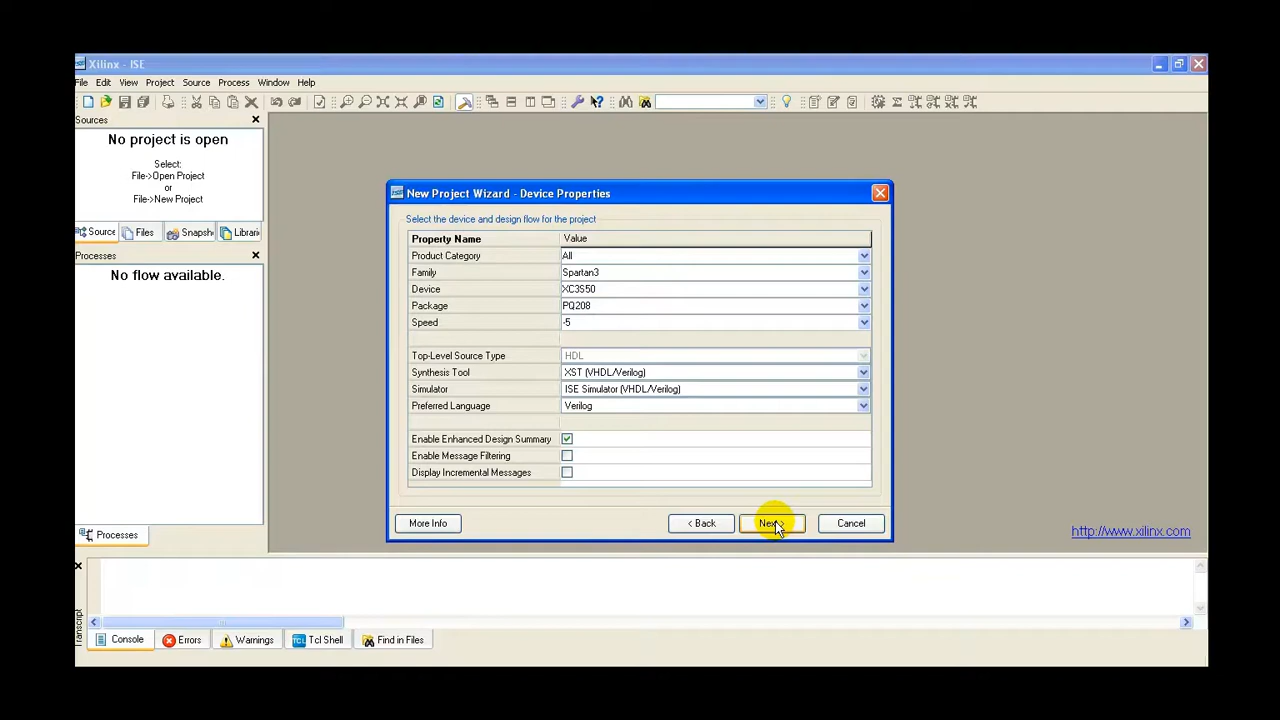 Xilinx - ISE
File Edit View Project Source Process Window Help
Sources
No project is open
Select:
File->Open Project
or
File->New Project
Source Files Snapsh Librari
Processes
No flow available.
Processes
New Project Wizard - Device Properties
Select the device and design flow for the project
Property Name Value
Product Category All
Family Spartan3
Device XC3S50
Package PQ208
Speed -5
Top-Level Source Type HDL
Synthesis Tool XST (VHDL/Verilog)
Simulator ISE Simulator (VHDL/Verilog)
Preferred Language Verilog
Enable Enhanced Design Summary
Enable Message Filtering
Display Incremental Messages
More Info < Back Next > Cancel
http://www.xilinx.com
Transcript
Console Errors Warnings TCL Tcl Shell Find in Files